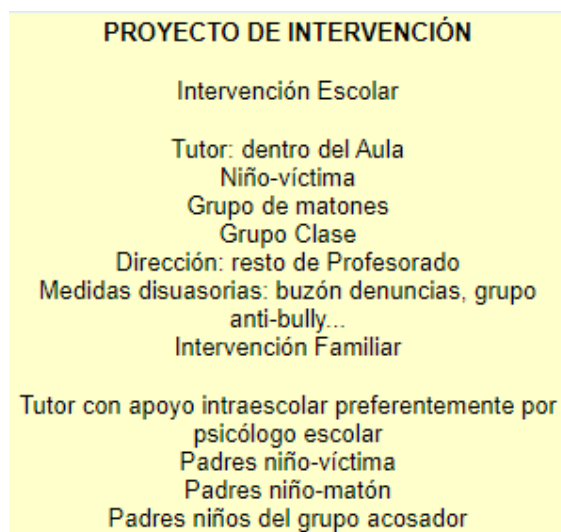 PROYECTO DE INTERVENCIÓN
Intervención Escolar
Tutor: dentro del Aula
Niño-víctima
Grupo de matones
Grupo Clase
Dirección: resto de Profesorado
Medidas disuasorias: buzón denuncias, grupo
anti-bully...
Intervención Familiar
Tutor con apoyo intraescolar preferentemente por
psicólogo escolar
Padres niño-víctima
Padres niño-matón
Padres niños del grupo acosador